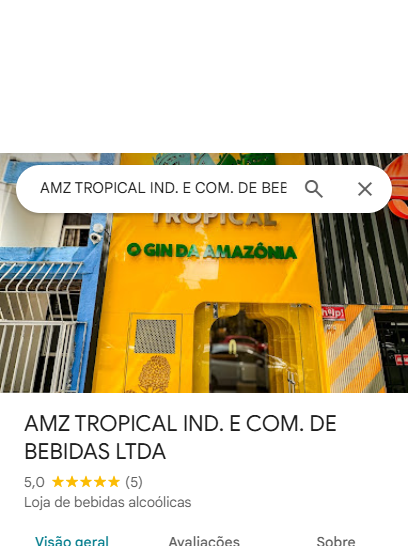 AMZ TROPICAL IND. E COM. DE BEE
TROPICAL
O GIN DA AMAZÔNIA
AMZ TROPICAL IND. E COM. DE
BEBIDAS LTDA
5,0 (5)
Loja de bebidas alcoólicas
Visão geral Avaliações Sobre